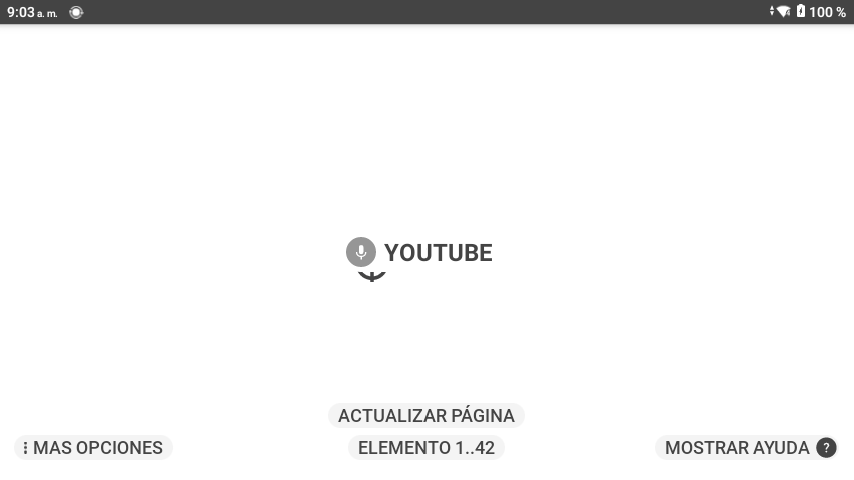 9:03 a. m.
100 %
YOUTUBE
ACTUALIZAR PÁGINA
MAS OPCIONES
ELEMENTO 1..42
MOSTRAR AYUDA ?